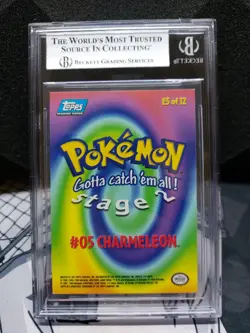 THE WORLD'S MOST TRUSTED
SOURCE IN COLLECTING
BECKETT GRADING SERVICES
BECKETT
Topps
E5 of 12
POKéMON
Gotta catch 'em all!
stage 2
#05 CHARMELEON